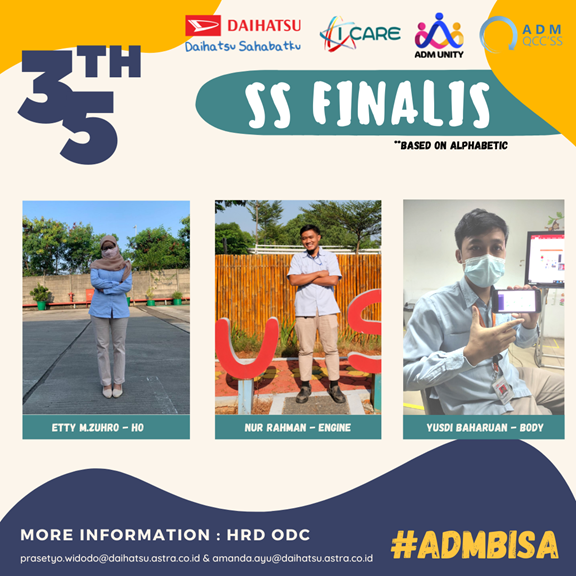 DAIHATSU
Daihatsu Sahabatku
I CARE
ADM UNITY
ADM
QCC'SS
35TH
SS FINALIS
**BASED ON ALPHABETIC
U S
ETTY M.ZUHRO - HO
NUR RAHMAN - ENGINE
YUSDI BAHARUAN - BODY
MORE INFORMATION : HRD ODC
prasetyo.widodo@daihatsu.astra.co.id & amanda.ayu@daihatsu.astra.co.id
#ADMBISA